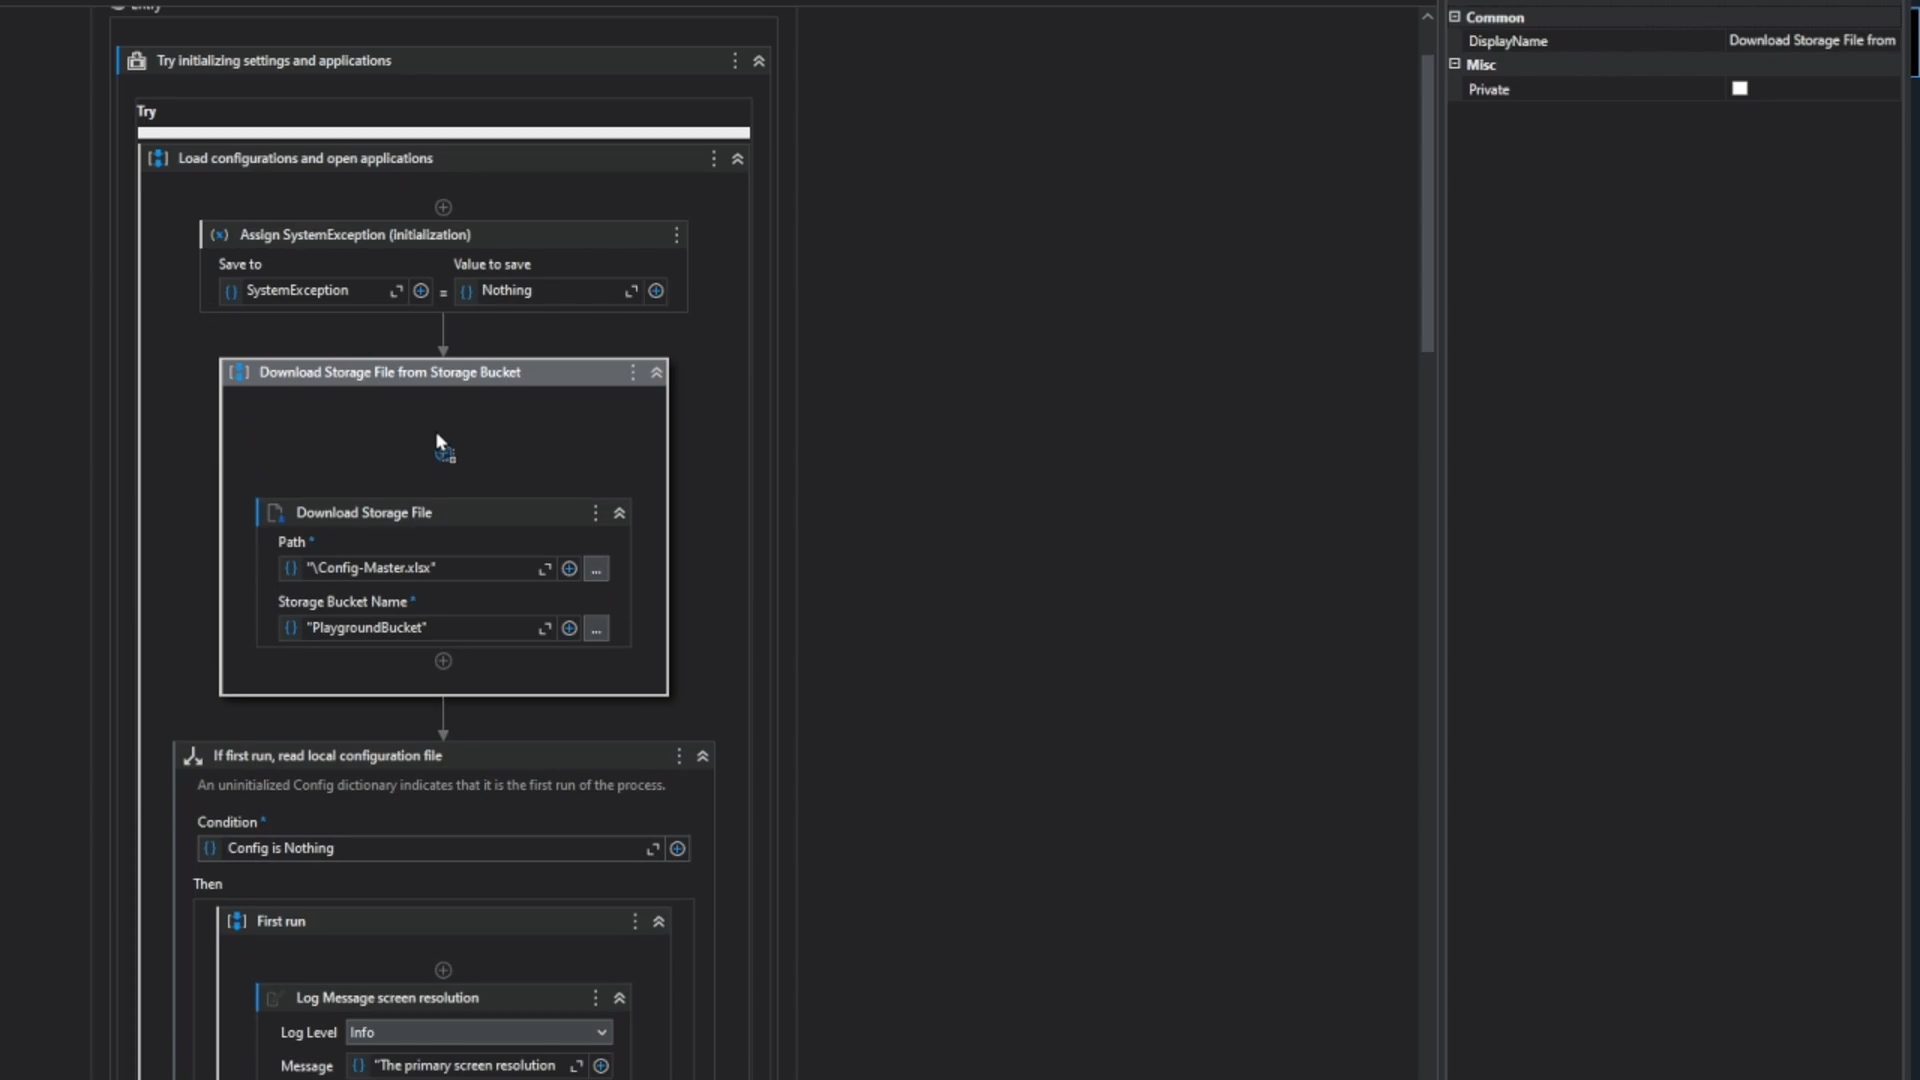 Entry
Try initializing settings and applications
Try
Load configurations and open applications
Assign SystemException (initialization)
Save to
Value to save
SystemException
=
Nothing
Download Storage File from Storage Bucket
Download Storage File
Path *
"\Config-Master.xlsx"
...
Storage Bucket Name *
"PlaygroundBucket"
...
If first run, read local configuration file
An uninitialized Config dictionary indicates that it is the first run of the process.
Condition *
Config is Nothing
Then
First run
Log Message screen resolution
Log Level
Info
Message
"The primary screen resolution
Common
DisplayName
Download Storage File from
Misc
Private